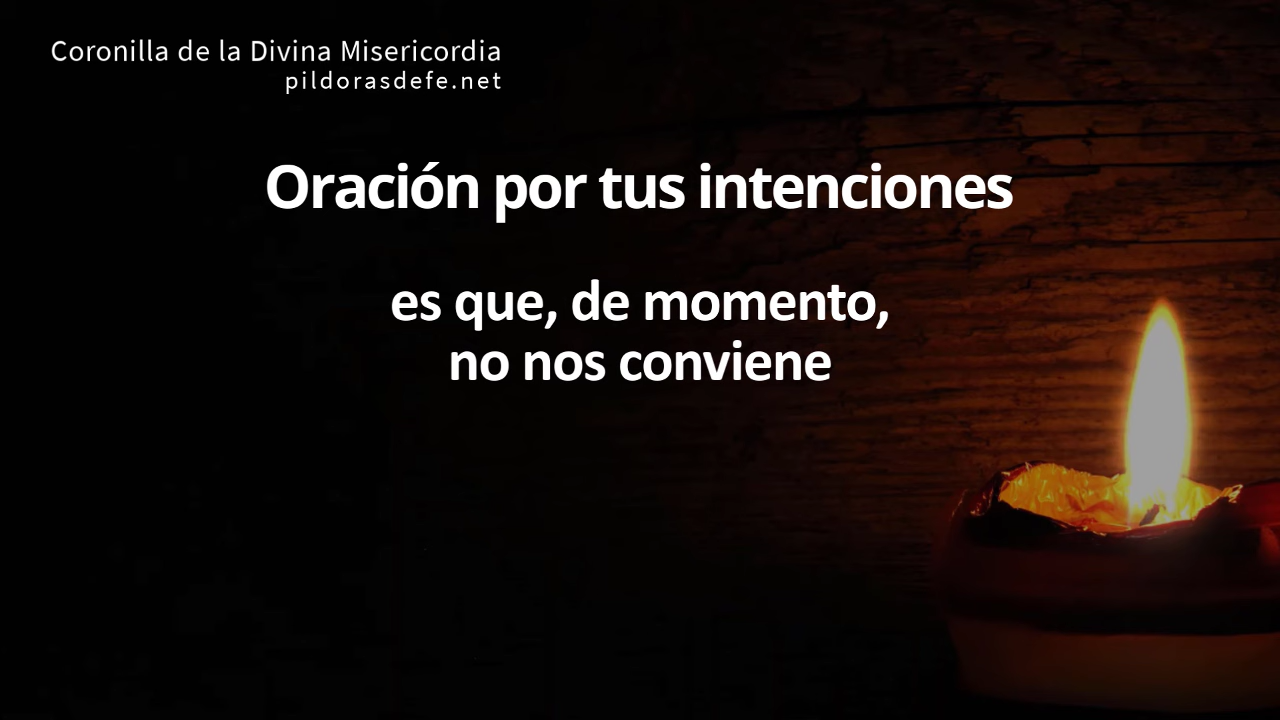 Coronilla de la Divina Misericordia
pildorasdefe.net
Oración por tus intenciones
es que, de momento,
no nos conviene